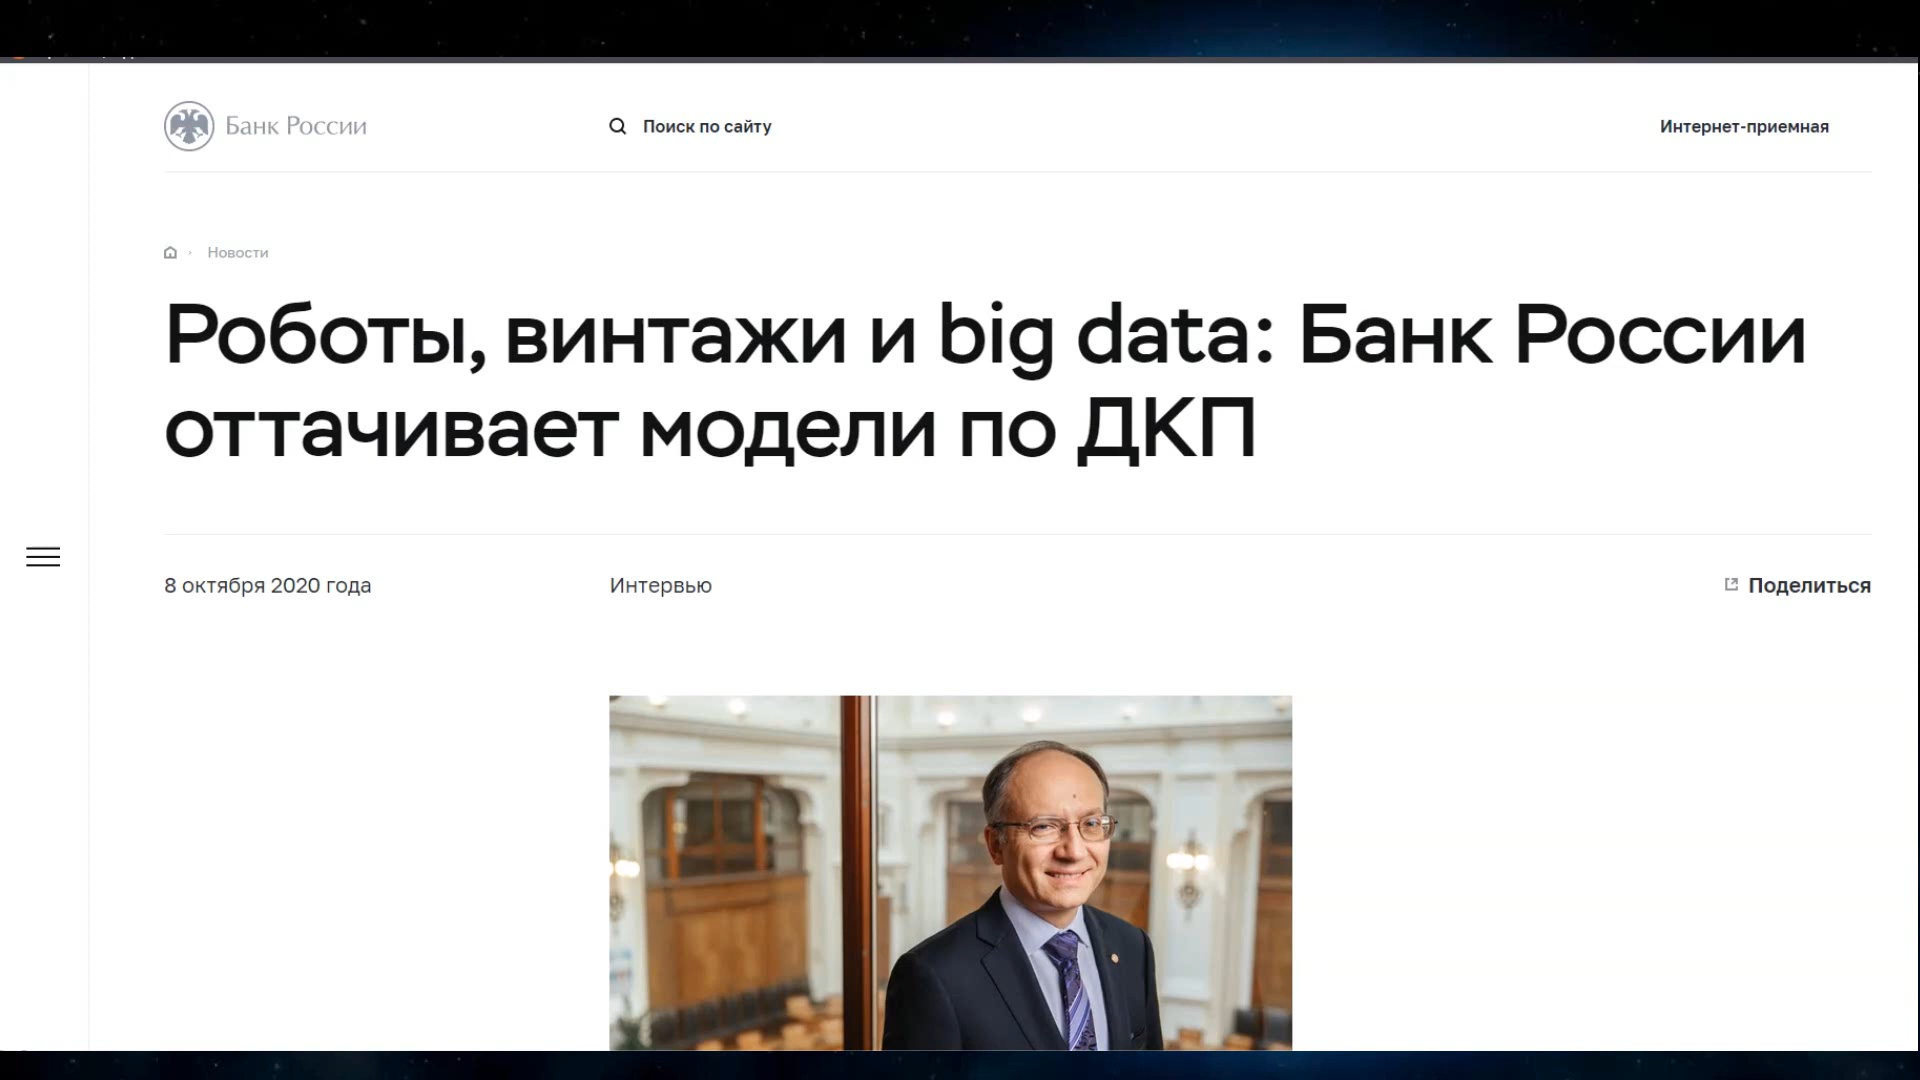 Банк России
Поиск по сайту
Интернет-приемная
Новости
Роботы, винтажи и big data: Банк России
оттачивает модели по ДКП
8 октября 2020 года
Интервью
Поделиться